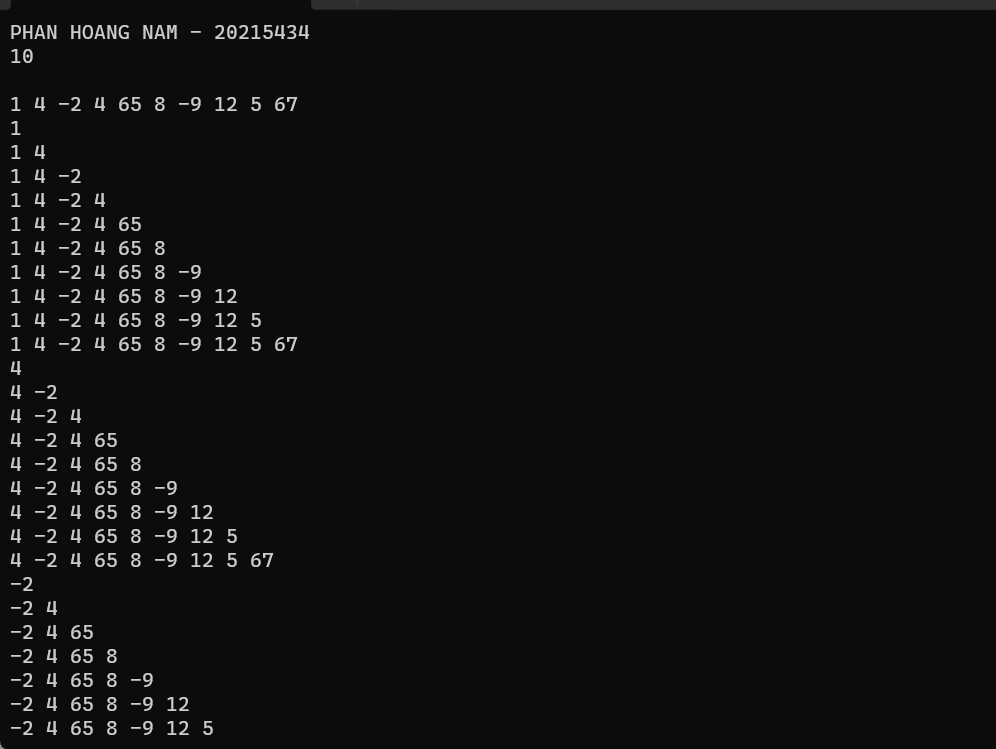 PHAN HOANG NAM - 20215434
10
1 4 -2 4 65 8 -9 12 5 67
1
1 4
1 4 -2
1 4 -2 4
1 4 -2 4 65
1 4 -2 4 65 8
1 4 -2 4 65 8 -9
1 4 -2 4 65 8 -9 12
1 4 -2 4 65 8 -9 12 5
1 4 -2 4 65 8 -9 12 5 67
4
4 -2
4 -2 4
4 -2 4 65
4 -2 4 65 8
4 -2 4 65 8 -9
4 -2 4 65 8 -9 12
4 -2 4 65 8 -9 12 5
4 -2 4 65 8 -9 12 5 67
-2
-2 4
-2 4 65
-2 4 65 8
-2 4 65 8 -9
-2 4 65 8 -9 12
-2 4 65 8 -9 12 5